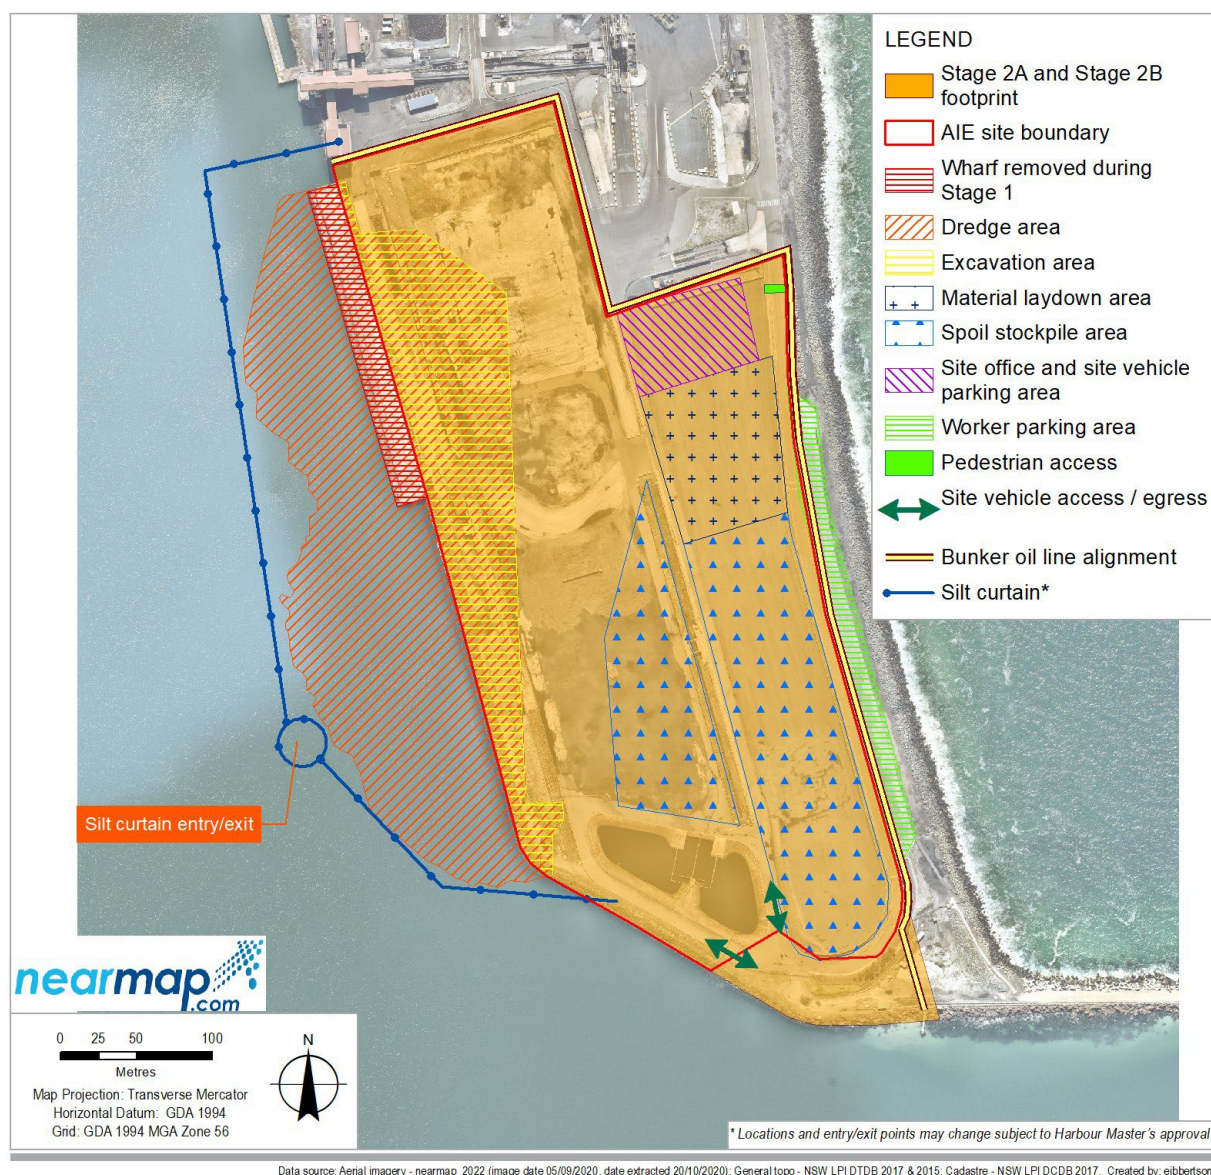 LEGEND
Stage 2A and Stage 2B
footprint
AIE site boundary
Wharf removed during
Stage 1
Dredge area
Excavation area
Material laydown area
Spoil stockpile area
Site office and site vehicle
parking area
Worker parking area
Pedestrian access
Site vehicle access / egress
Bunker oil line alignment
Silt curtain*
Silt curtain entry/exit
nearmap
.com
0 25 50 100
Metres
Map Projection: Transverse Mercator
Horizontal Datum: GDA 1994
Grid: GDA 1994 MGA Zone 56
N
* Locations and entry/exit points may change subject to Harbour Master's approval
Data source: Aerial imagery - nearmap 2022 (image date 05/09/2020, date extracted 20/10/2020); General topo - NSW LPI DTDB 2017 & 2015; Cadastre - NSW LPI DCDB 2017. Created by: eibbertson